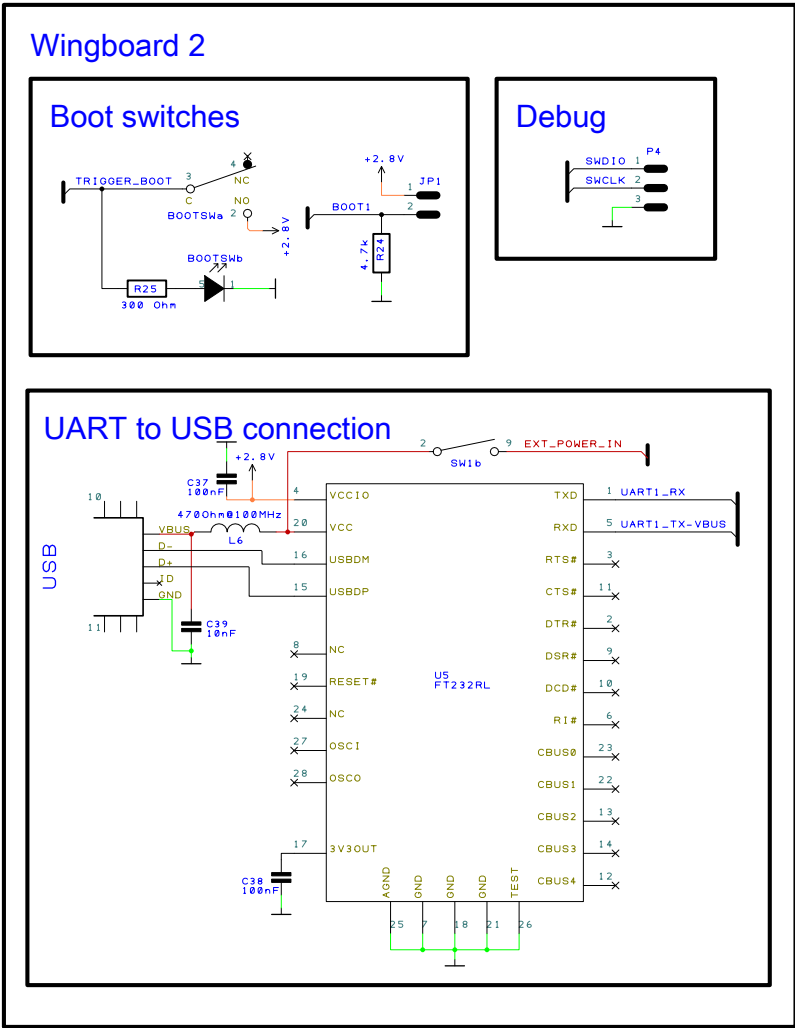 Wingboard 2
Boot switches
4
3
TRIGGER_BOOT
NC
C
NO
BOOTSWa
2
+2.8V
BOOTSWb
R25
5
1
300 Ohm
+2.8V
JP1
1
BOOT1
2
4.7k
R24
Debug
P4
SWDIO
1
SWCLK
2
3
UART to USB connection
2
9
EXT_POWER_IN
SW1b
+2.8V
C37
100nF
4
VCCIO
TXD
1
UART1_RX
10
470Ohm@100MHz
VBUS
L6
20
VCC
RXD
5
UART1_TX-VBUS
D-
16
USBDM
RTS#
3
USB
D+
ID
15
USBDP
CTS#
11
GND
11
C39
10nF
DTR#
2
8
NC
DSR#
9
19
RESET#
U5
FT232RL
DCD#
10
24
NC
RI#
6
27
OSCI
CBUS0
23
28
OSCO
CBUS1
22
CBUS2
13
17
3V3OUT
CBUS3
14
C38
100nF
CBUS4
12
AGND
GND
GND
GND
TEST
25
7
18
21
26